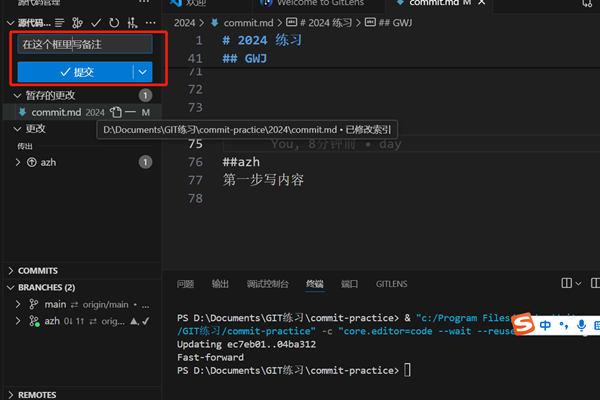 源代码管理
欢迎
Welcome to GitLens
commit.md M
源代码...
2024 > commit.md > # 2024 练习 > ## GWJ
在这个框里写备注
提交
暂存的更改 1
commit.md 2024 M
更改
传出
azh 1
D:\Documents\GIT练习\commit-practice\2024\commit.md • 已修改索引
1 # 2024 练习
41 ## GWJ
71
72
73
75 You, 8分钟前 • day
76 ##azh
77 第一步写内容
78
COMMITS
BRANCHES (2)
main origin/main • ...
azh 0↓ 1↑ orig...
REMOTES
问题 输出 调试控制台 终端 端口 GITLENS
PS D:\Documents\GIT练习\commit-practice> & "c:/Program Files
/GIT练习/commit-practice" -c "core.editor=code --wait --reuse
Updating ec7eb01..04ba312
Fast-forward
PS D:\Documents\GIT练习\commit-practice>
S 中